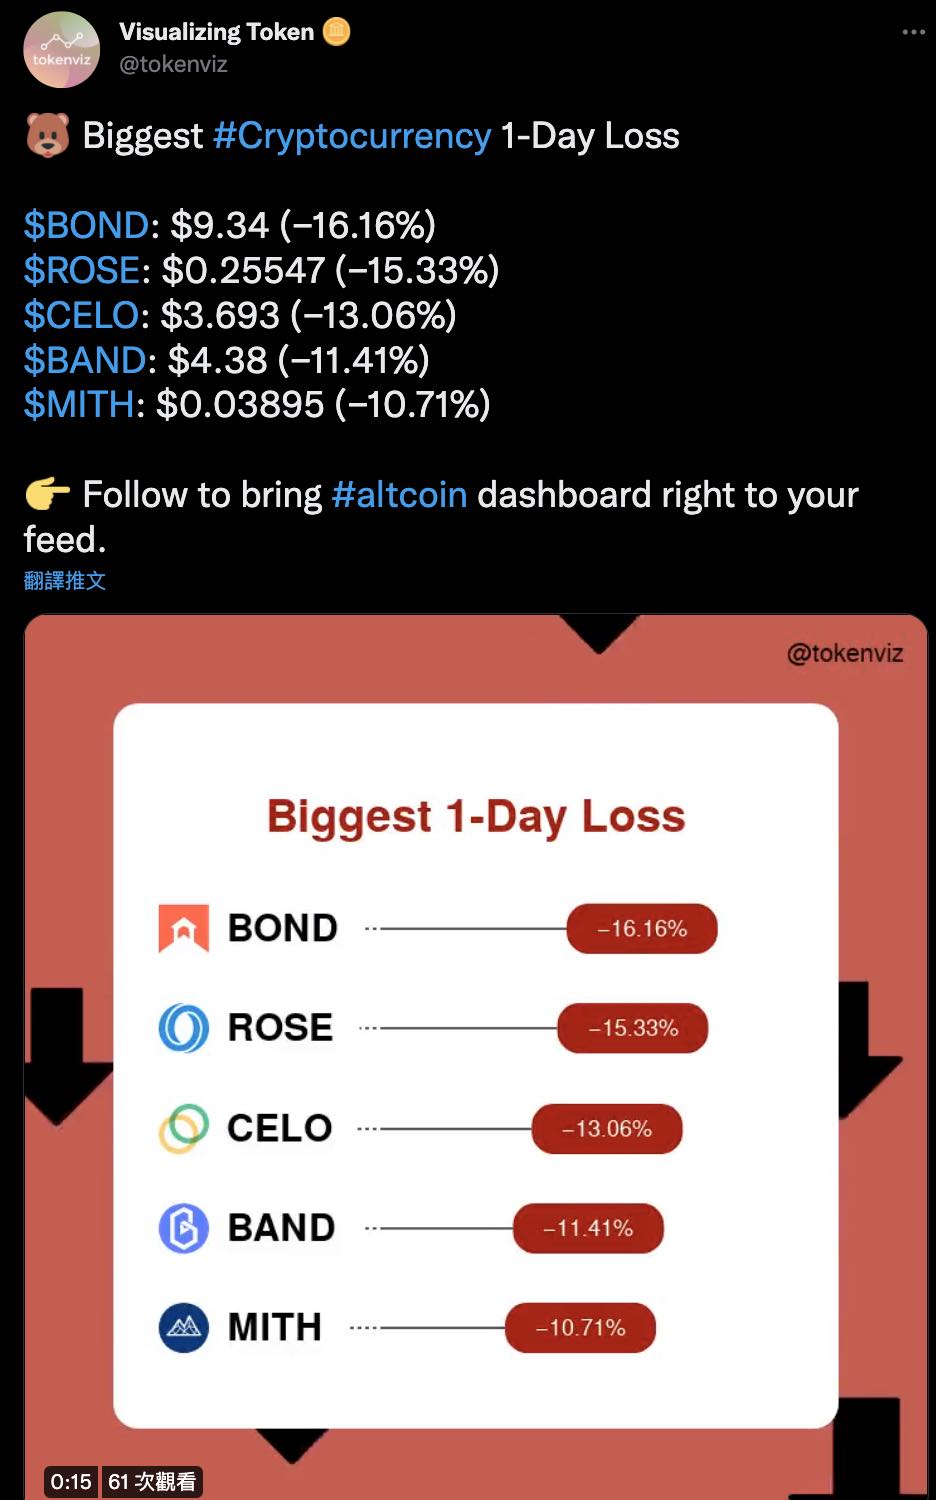 tokenviz
Visualizing Token
@tokenviz
Biggest #Cryptocurrency 1-Day Loss
$BOND: $9.34 (−16.16%)
$ROSE: $0.25547 (−15.33%)
$CELO: $3.693 (−13.06%)
$BAND: $4.38 (−11.41%)
$MITH: $0.03895 (−10.71%)
Follow to bring #altcoin dashboard right to your
feed.
翻譯推文
@tokenviz
Biggest 1-Day Loss
BOND −16.16%
ROSE −15.33%
CELO −13.06%
BAND −11.41%
MITH −10.71%
0:15 61 次觀看